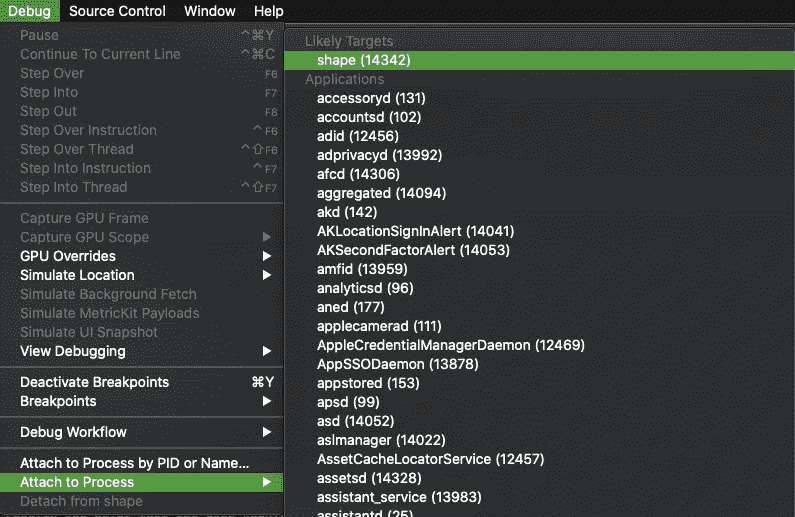 Debug Source Control Window Help
Pause ^⌘Y
Continue To Current Line ^⌘C
Step Over F6
Step Into F7
Step Out F8
Step Over Instruction ^F6
Step Over Thread ^⇧F6
Step Into Instruction ^F7
Step Into Thread ^⇧F7
Capture GPU Frame
Capture GPU Scope
GPU Overrides
Simulate Location
Simulate Background Fetch
Simulate MetricKit Payloads
Simulate UI Snapshot
View Debugging
Deactivate Breakpoints ⌘Y
Breakpoints
Debug Workflow
Attach to Process by PID or Name...
Attach to Process
Detach from shape
Likely Targets
shape (14342)
Applications
accessoryd (131)
accountsd (102)
adid (12456)
adprivacyd (13992)
afcd (14306)
aggregated (14094)
akd (142)
AKLocationSignInAlert (14041)
AKSecondFactorAlert (14053)
amfid (13959)
analyticsd (96)
aned (177)
applecamerad (111)
AppleCredentialManagerDaemon (12469)
AppSSODaemon (13878)
appstored (153)
apsd (99)
asd (14052)
aslmanager (14022)
AssetCacheLocatorService (12457)
assetsd (14328)
assistant_service (13983)
assistantd (25)